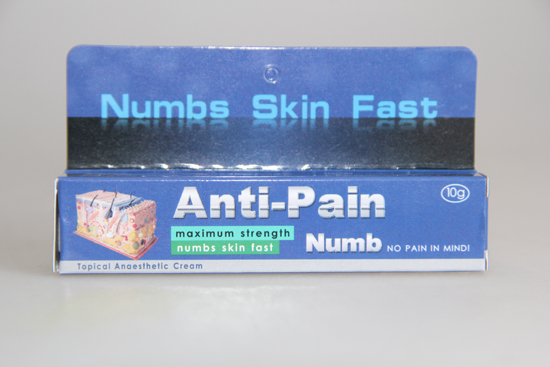 Numbs Skin Fast
Anti-Pain
10g
maximum strength
numbs skin fast
Numb
NO PAIN IN MIND!
Topical Anaesthetic Cream